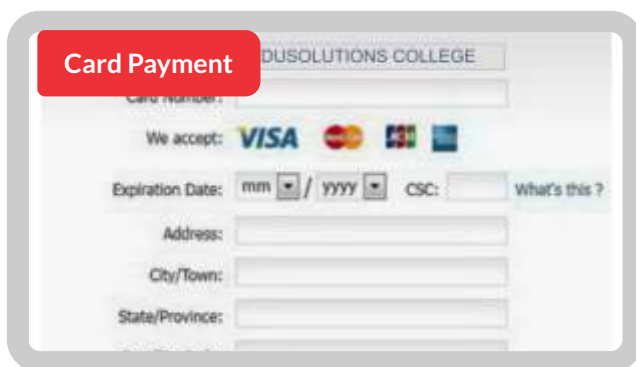 Card Payment
DUSOLUTIONS COLLEGE
Card Number:
We accept: VISA
Expiration Date: mm / yyyy CSC: What's this ?
Address:
City/Town:
State/Province: